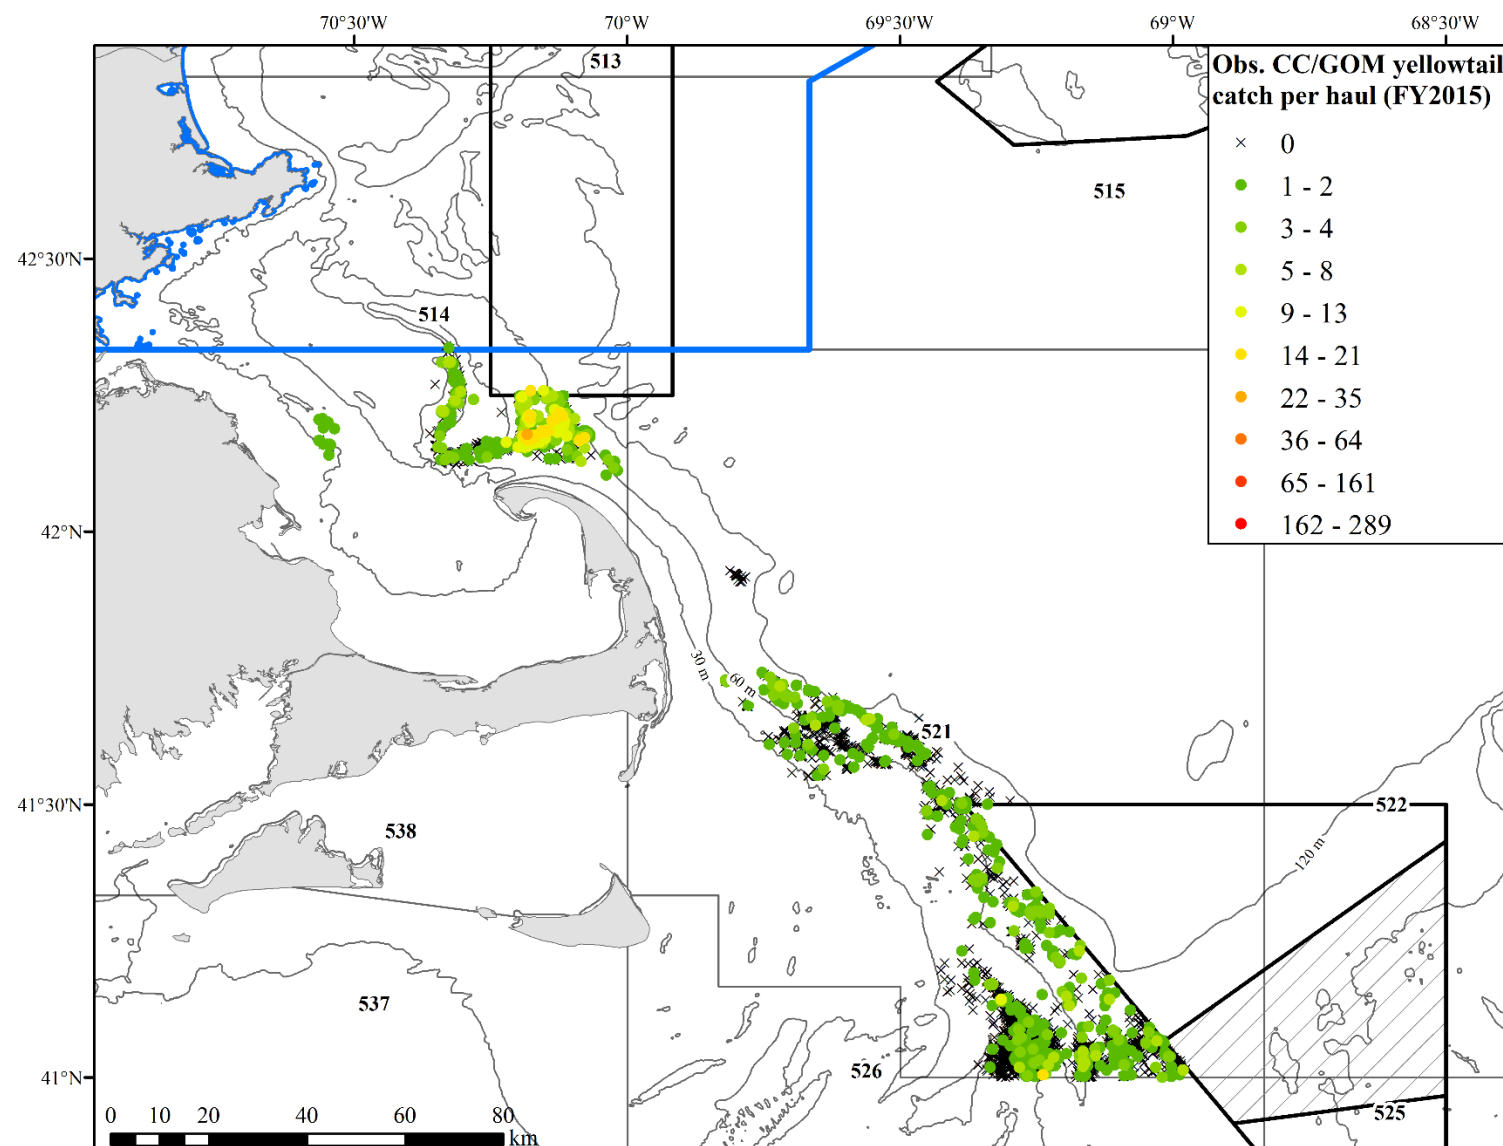 70°30'W 70°W 69°30'W 69°W 68°30'W
513
Obs. CC/GOM yellowtail
catch per haul (FY2015)
0
1 - 2
3 - 4
5 - 8
9 - 13
14 - 21
22 - 35
36 - 64
65 - 161
162 - 289
515
42°30'N
514
42°N
30 m
60 m
521
41°30'N
522
538
120 m
537
526
41°N
525
0 10 20 40 60 80
km